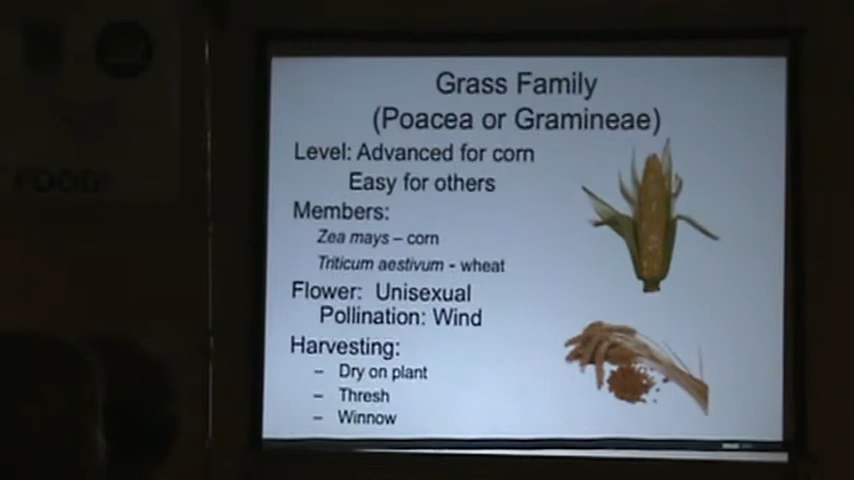 Grass Family
(Poacea or Gramineae)
Level: Advanced for corn
Easy for others
Members:
Zea mays – corn
Triticum aestivum - wheat
Flower: Unisexual
Pollination: Wind
Harvesting:
– Dry on plant
– Thresh
– Winnow